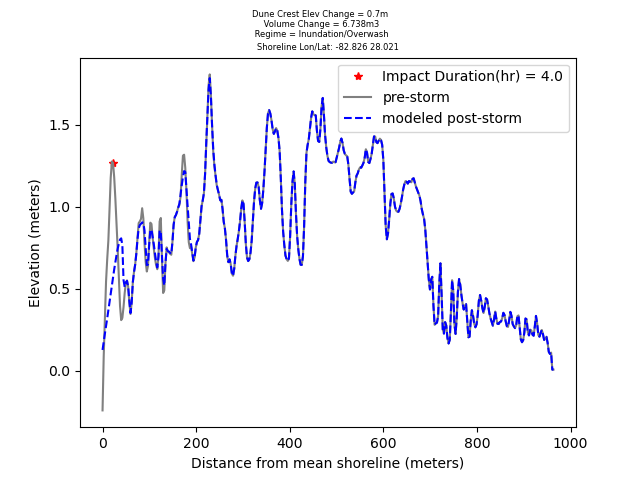 Dune Crest Elev Change = 0.7m
Volume Change = 6.738m3
Regime = Inundation/Overwash
Shoreline Lon/Lat: -82.826 28.021
Impact Duration(hr) = 4.0
pre-storm
modeled post-storm
1.5
1.0
0.5
0.0
Elevation (meters)
0 200 400 600 800 1000
Distance from mean shoreline (meters)